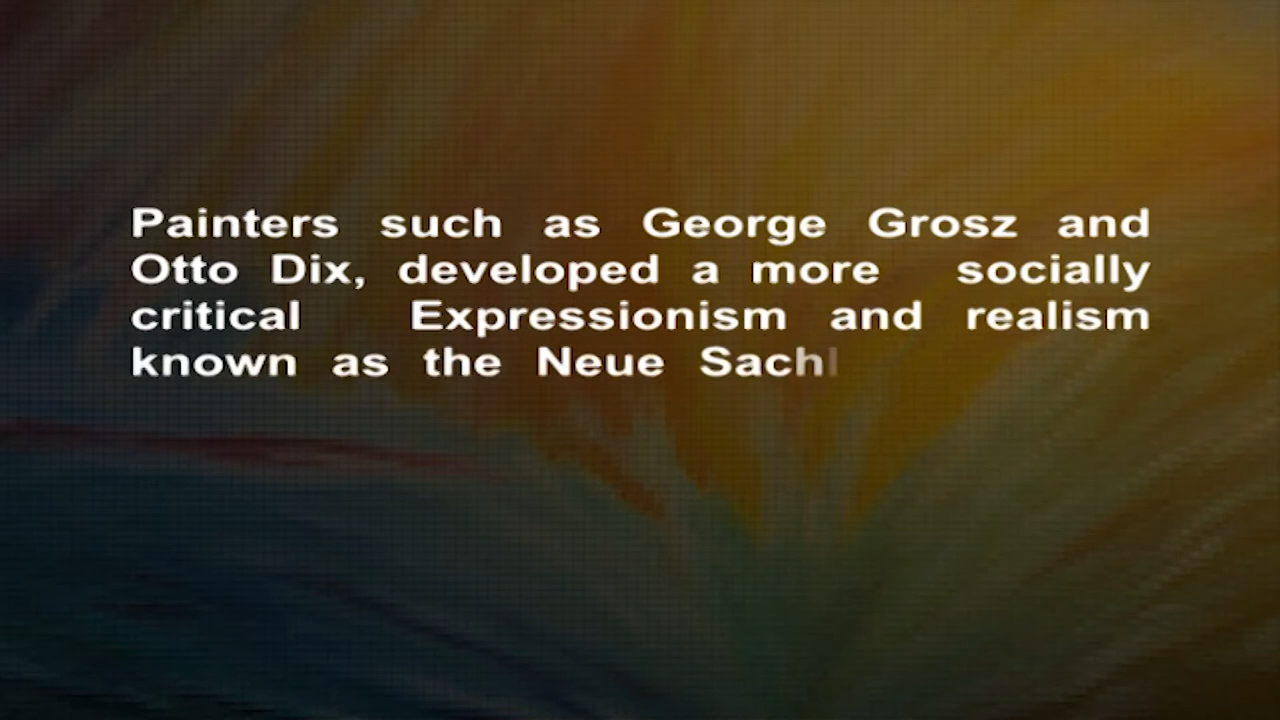 Painters such as George Grosz and
Otto Dix, developed a more socially
critical Expressionism and realism
known as the Neue Sachl